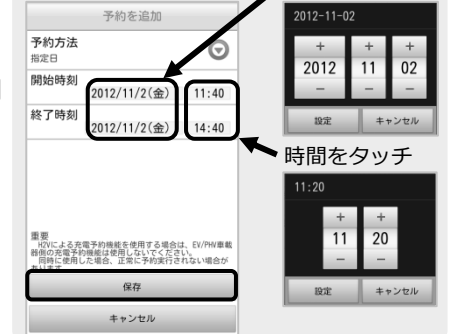 予約を追加
予約方法
指定日
開始時刻
2012/11/2(金) 11:40
終了時刻
2012/11/2(金) 14:40
重要
H2Vによる充電予約機能を使用する場合は、EV/PHV車載
器側の充電予約機能は使用しないでください。
同時に使用した場合、正常に予約実行されない場合が
あります
保存
キャンセル
2012-11-02
+ + +
2012 11 02
− − −
設定 キャンセル
時間をタッチ
11:20
+ +
11 20
− −
設定 キャンセル